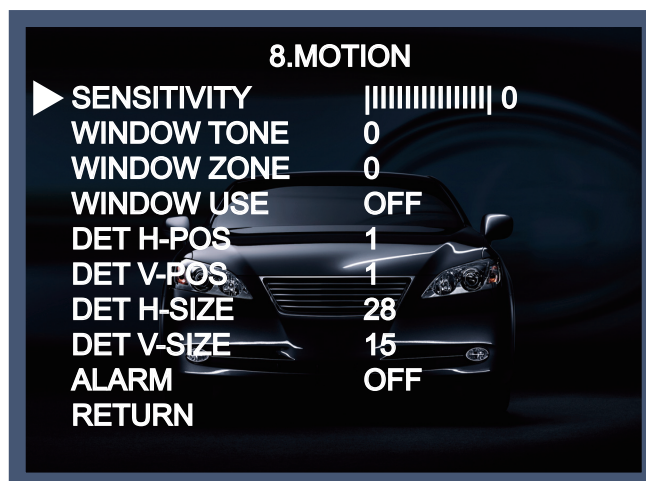 8.MOTION
SENSITIVITY |||||||||||||||| 0
WINDOW TONE 0
WINDOW ZONE 0
WINDOW USE OFF
DET H-POS 1
DET V-POS 1
DET H-SIZE 28
DET V-SIZE 15
ALARM OFF
RETURN